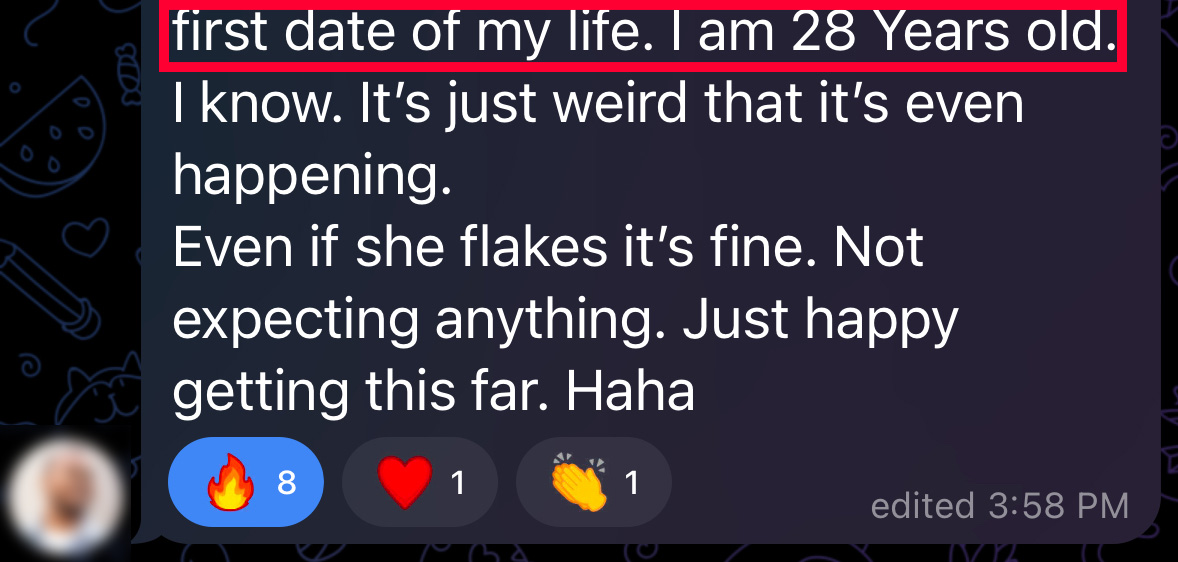 first date of my life. I am 28 Years old.
I know. It’s just weird that it’s even
happening.
Even if she flakes it’s fine. Not
expecting anything. Just happy
getting this far. Haha
🔥 8 ❤️ 1 👏 1
edited 3:58 PM